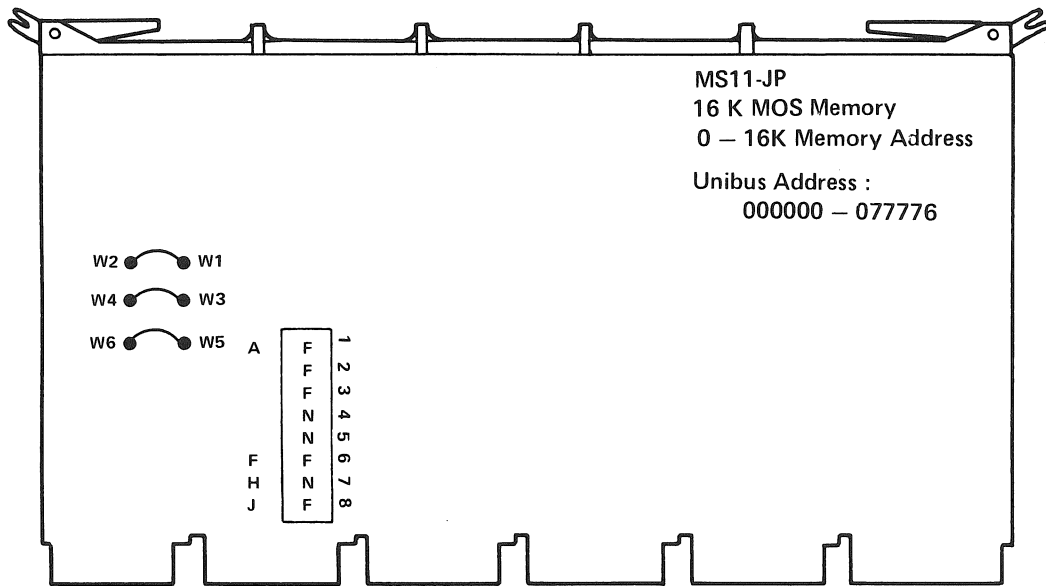 MS11-JP
16 K MOS Memory
0 – 16K Memory Address
Unibus Address :
000000 – 077776
W2 W1
W4 W3
W6 W5
A F 1
F 2
F 3
N 4
N 5
F F 6
H N 7
J F 8